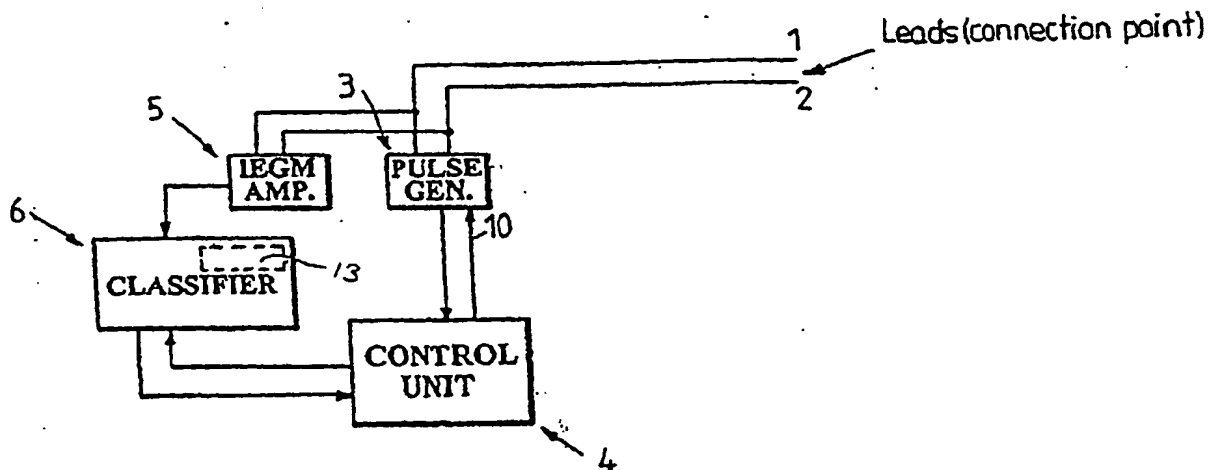 Leads (connection point)
1
2
3
5
IEGM
AMP.
PULSE
GEN.
6
10
13
CLASSIFIER
CONTROL
UNIT
4